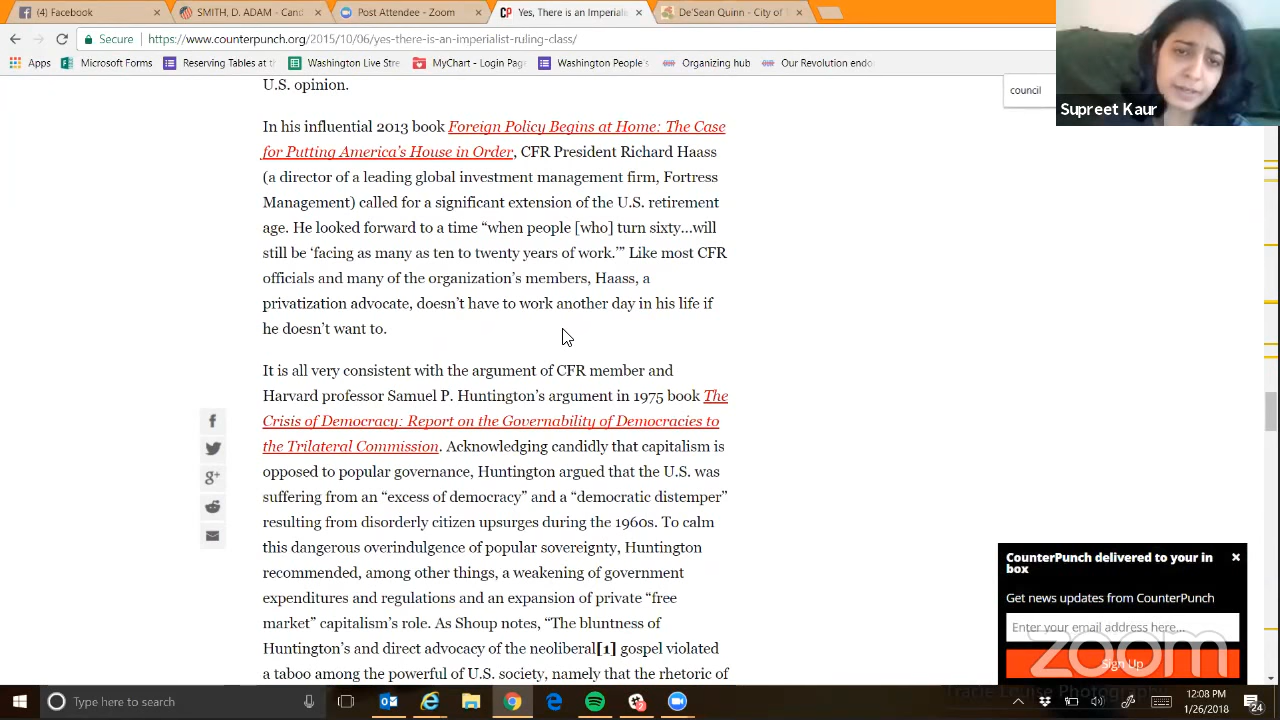 (4) Facebook
SMITH, D ADAM AND
Post America Zoom -
Yes, There is an Imperialis
De'Sean Quinn - City of
Secure
https://www.counterpunch.org/2015/10/06/yes-there-is-an-imperialist-ruling-class/
Apps
Microsoft Forms
Reserving Tables at
Washington Live Stre
MyChart - Login Page
Washington People's
Organizing hub
Our Revolution endo
council
Supreet Kaur
U.S. opinion.
In his influential 2013 book Foreign Policy Begins at Home: The Case
for Putting America's House in Order, CFR President Richard Haass
(a director of a leading global investment management firm, Fortress
Management) called for a significant extension of the U.S. retirement
age. He looked forward to a time “when people [who] turn sixty...will
still be ‘facing as many as ten to twenty years of work.’” Like most CFR
officials and many of the organization's members, Haass, a
privatization advocate, doesn't have to work another day in his life if
he doesn't want to.
It is all very consistent with the argument of CFR member and
Harvard professor Samuel P. Huntington's argument in 1975 book The
Crisis of Democracy: Report on the Governability of Democracies to
the Trilateral Commission. Acknowledging candidly that capitalism is
opposed to popular governance, Huntington argued that the U.S. was
suffering from an “excess of democracy” and a “democratic distemper”
resulting from disorderly citizen upsurges during the 1960s. To calm
this dangerous overindulgence of popular sovereignty, Huntington
recommended, among other things, a weakening of government
expenditures and regulations and an expansion of private “free
market” capitalism's role. As Shoup notes, “The bluntness of
Huntington's and direct advocacy of the neoliberal[1] gospel violated
a taboo among the powerful of U.S. society, namely that the rhetoric of
CounterPunch delivered to your in
box
Get news updates from CounterPunch
Enter your email address here...
Sign Up
zoom
Tracie Louise Photography
Type here to search
12:08 PM
1/26/2018
24